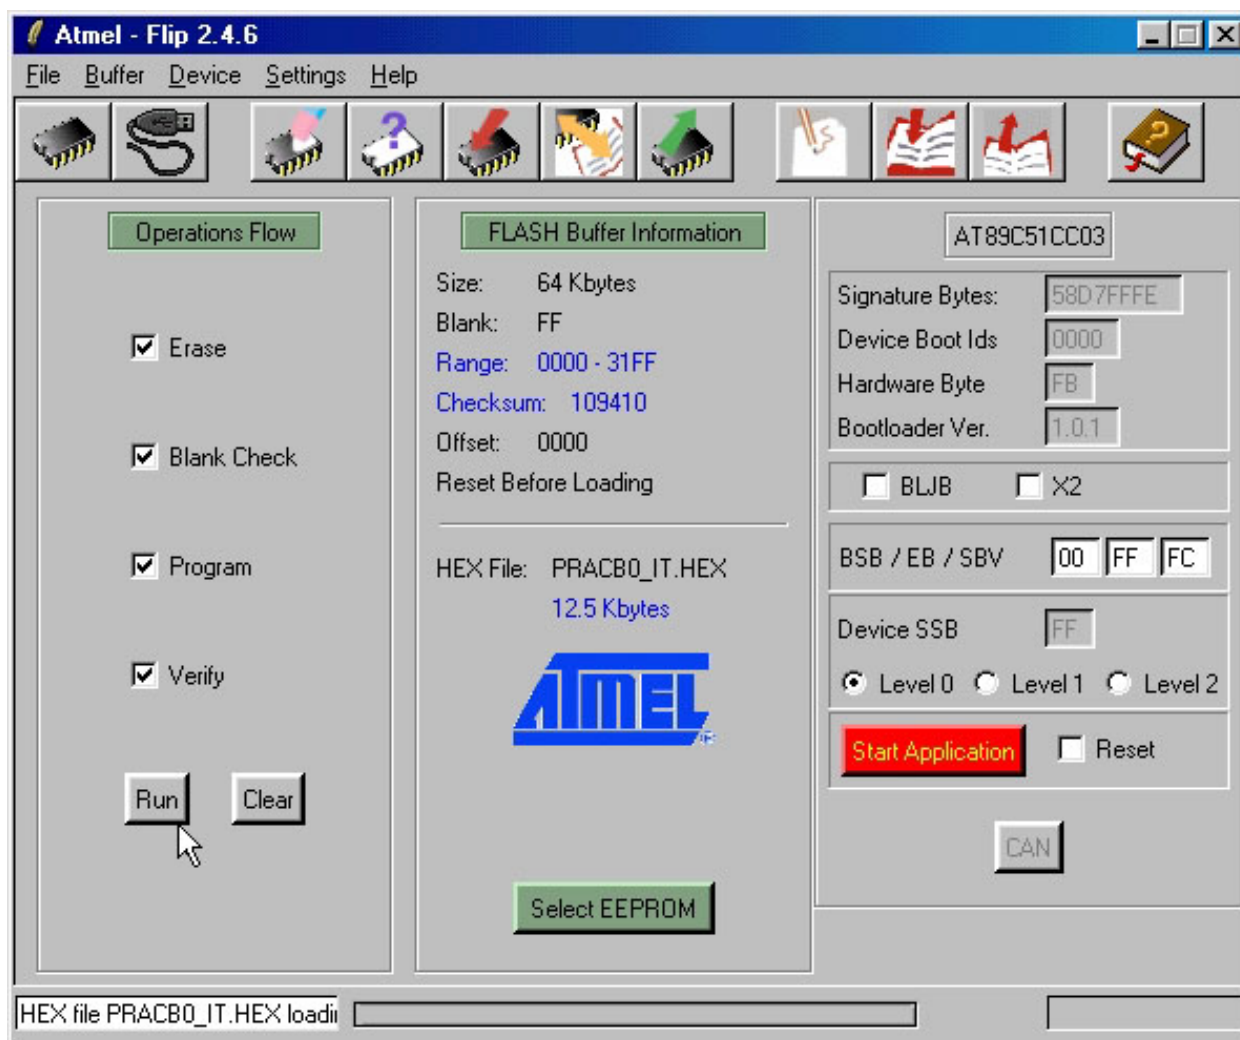 Atmel - Flip 2.4.6
File Buffer Device Settings Help
Operations Flow
Erase
Blank Check
Program
Verify
Run Clear
FLASH Buffer Information
Size: 64 Kbytes
Blank: FF
Range: 0000 - 31FF
Checksum: 109410
Offset: 0000
Reset Before Loading
HEX File: PRACB0_IT.HEX
12.5 Kbytes
ATMEL
Select EEPROM
AT89C51CC03
Signature Bytes: 58D7FFFE
Device Boot Ids 0000
Hardware Byte FB
Bootloader Ver. 1.0.1
BLJB X2
BSB / EB / SBV 00 FF FC
Device SSB FF
Level 0 Level 1 Level 2
Start Application Reset
CAN
HEX file PRACB0_IT.HEX loadi